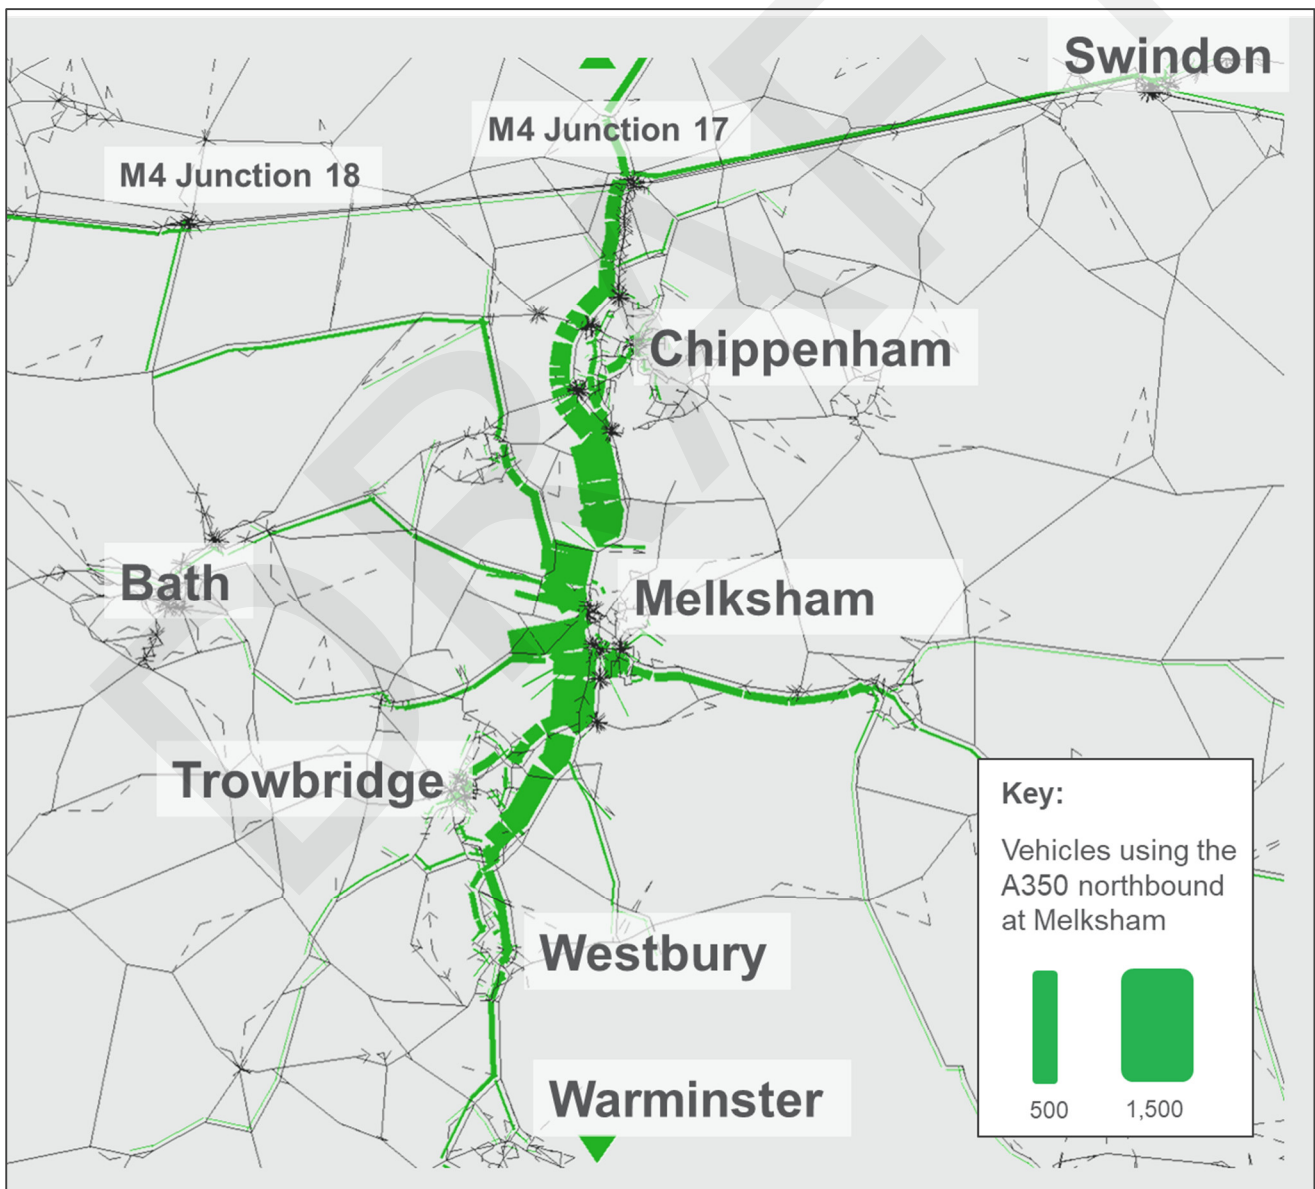 Swindon
M4 Junction 17
M4 Junction 18
Chippenham
Bath
Melksham
Trowbridge
Key:
Vehicles using the
A350 northbound
at Melksham
Westbury
500
1,500
Warminster
DRAFT